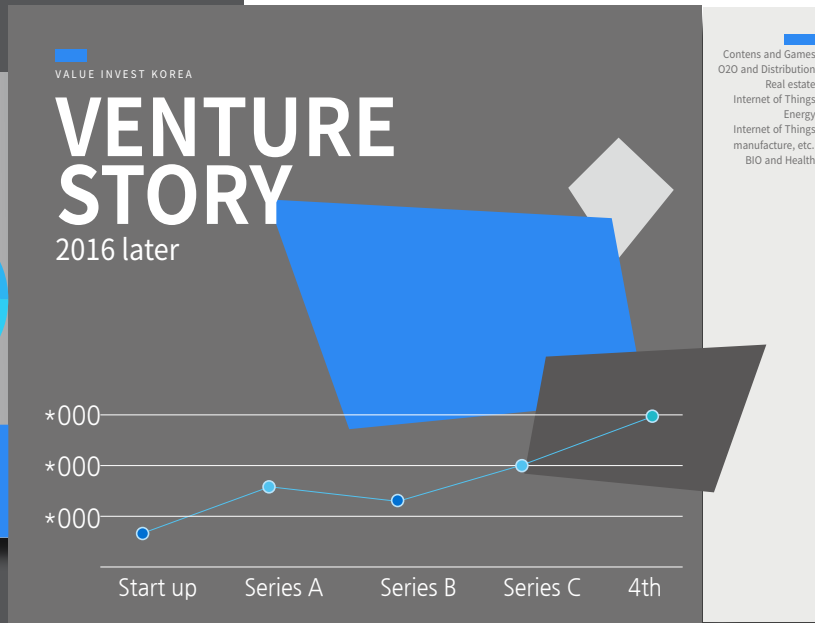 VALUE INVEST KOREA
VENTURE
STORY
2016 later
*000
*000
*000
Start up
Series A
Series B
Series C
4th
Contens and Games
O2O and Distribution
Real estate
Internet of Things
Energy
Internet of Things
manufacture, etc.
BIO and Health